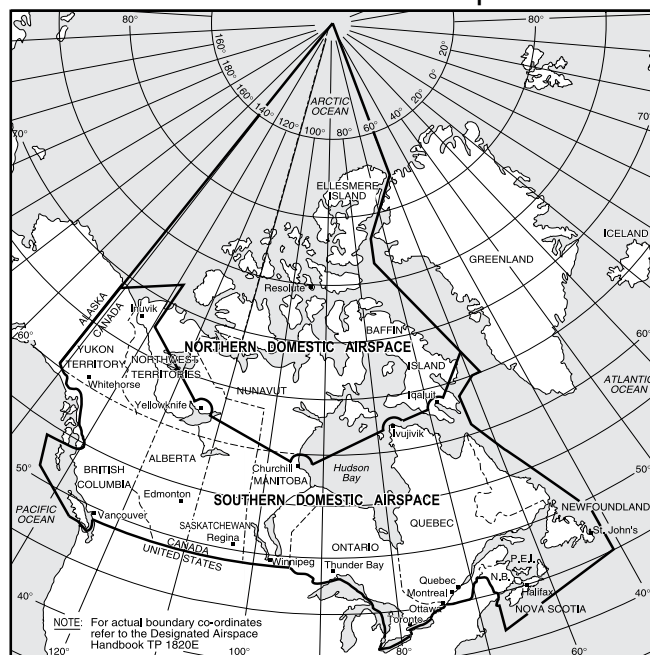 80°
80°
70°
70°
160°
160°
140°
140°
120°
100°
80°
60°
40°
20°
20°
0°
ARCTIC
OCEAN
ELLESMERE
ISLAND
ICELAND
GREENLAND
Resolute
ALASKA
CANADA
Inuvik
BAFFIN
ISLAND
NORTHERN DOMESTIC AIRSPACE
60°
YUKON
TERRITORY
NORTHWEST
TERRITORIES
NUNAVUT
Whitehorse
Yellowknife
Iqaluit
Ivujivik
ATLANTIC
OCEAN
60°
50°
50°
ALBERTA
Churchill
MANITOBA
Hudson
Bay
BRITISH
COLUMBIA
Edmonton
SOUTHERN DOMESTIC AIRSPACE
PACIFIC
OCEAN
Vancouver
SASKATCHEWAN
Regina
QUEBEC
NEWFOUNDLAND
St. John's
CANADA
UNITED STATES
Winnipeg
ONTARIO
Thunder Bay
P.E.I.
N.B.
Quebec
Montreal
Ottawa
Toronto
Halifax
NOVA SCOTIA
40°
40°
NOTE: For actual boundary co-ordinates
refer to the Designated Airspace
Handbook TP 1820E
120°
100°
80°
60°